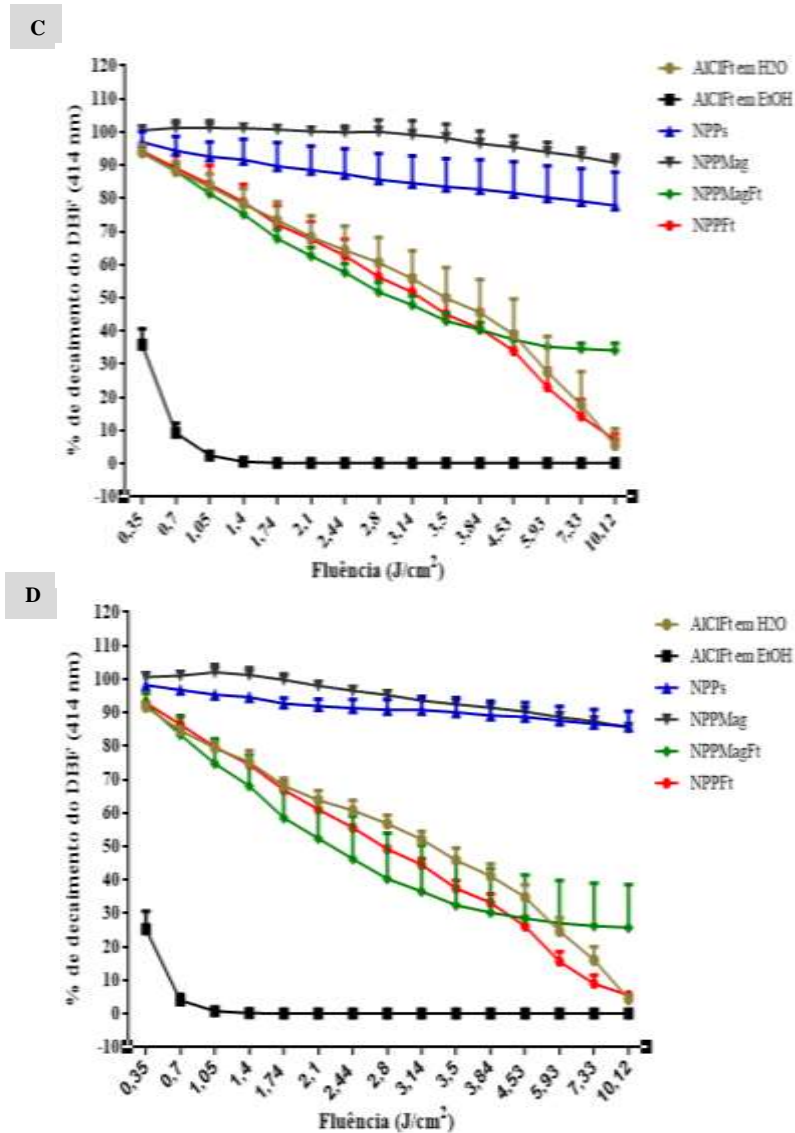 C
% de decaimento do DBF (414 nm)
120
110
100
90
80
70
60
50
40
30
20
10
0
-10
0,35 0,7 1,05 1,4 1,74 2,1 2,44 2,8 3,14 3,5 3,84 4,53 5,93 7,33 10,12
Fluência (J/cm²)
AlClFt em H2O
AlClFt em EtOH
NPPs
NPPMag
NPPMagFt
NPPFt
D
% de decaimento do DBF (414 nm)
120
110
100
90
80
70
60
50
40
30
20
10
0
-10
0,35 0,7 1,05 1,4 1,74 2,1 2,44 2,8 3,14 3,5 3,84 4,53 5,93 7,33 10,12
Fluência (J/cm²)
AlClFt em H2O
AlClFt em EtOH
NPPs
NPPMag
NPPMagFt
NPPFt